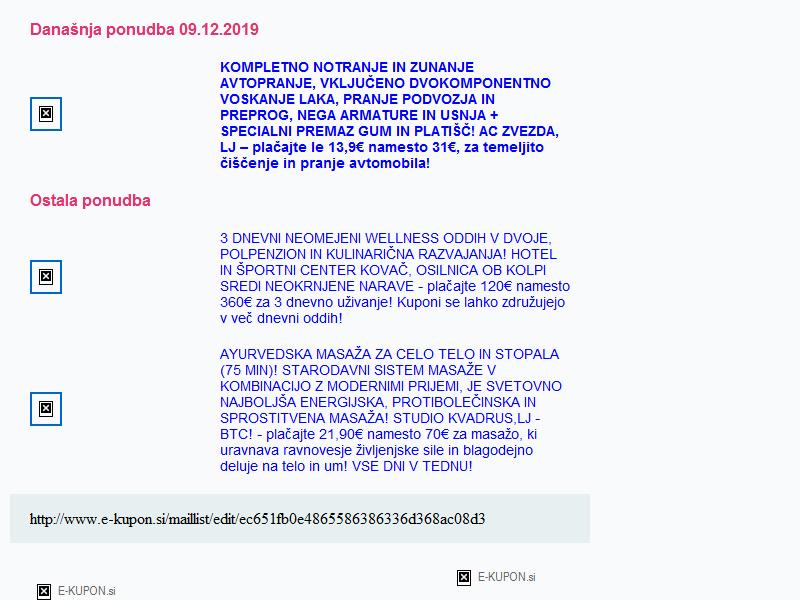 Današnja ponudba 09.12.2019
KOMPLETNO NOTRANJE IN ZUNANJE
AVTOPRANJE, VKLJUČENO DVOKOMPONENTNO
VOSKANJE LAKA, PRANJE PODVOZJA IN
PREPROG, NEGA ARMATURE IN USNJA +
SPECIALNI PREMAZ GUM IN PLATIŠČ! AC ZVEZDA,
LJ – plačajte le 13,9€ namesto 31€, za temeljito
čiščenje in pranje avtomobila!
Ostala ponudba
3 DNEVNI NEOMEJENI WELLNESS ODDIH V DVOJE,
POLPENZION IN KULINARIČNA RAZVAJANJA! HOTEL
IN ŠPORTNI CENTER KOVAČ, OSILNICA OB KOLPI
SREDI NEOKRNJENE NARAVE - plačajte 120€ namesto
360€ za 3 dnevno uživanje! Kuponi se lahko združujejo
v več dnevni oddih!
AYURVEDSKA MASAŽA ZA CELO TELO IN STOPALA
(75 MIN)! STARODAVNI SISTEM MASAŽE V
KOMBINACIJO Z MODERNIMI PRIJEMI, JE SVETOVNO
NAJBOLJŠA ENERGIJSKA, PROTIBOLEČINSKA IN
SPROSTITVENA MASAŽA! STUDIO KVADRUS,LJ -
BTC! - plačajte 21,90€ namesto 70€ za masažo, ki
uravnava ravnovesje življenjske sile in blagodejno
deluje na telo in um! VSE DNI V TEDNU!
http://www.e-kupon.si/maillist/edit/ec651fb0e4865586386336d368ac08d3
E-KUPON.si
E-KUPON.si